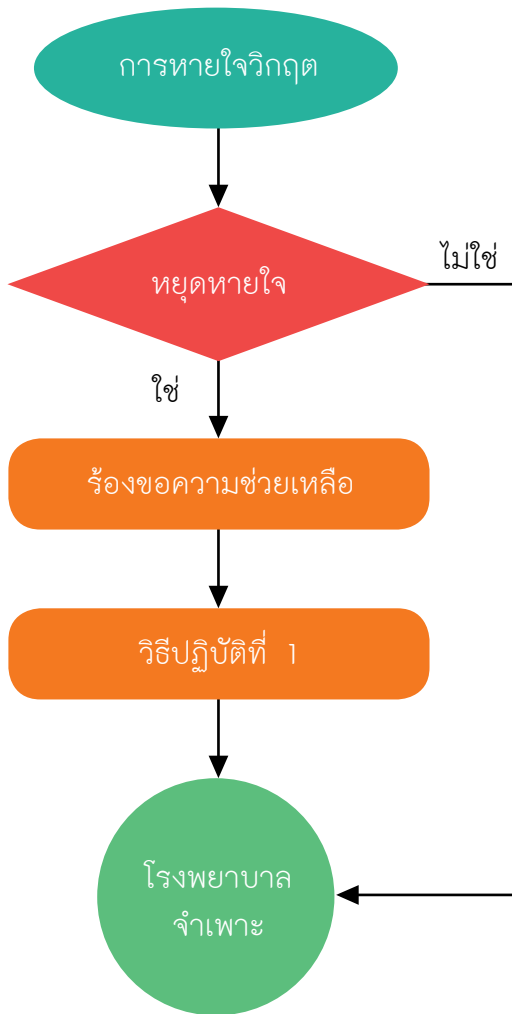 การหายใจวิกฤต
หยุดหายใจ
ไม่ใช่
ใช่
ร้องขอความช่วยเหลือ
วิธีปฏิบัติที่ 1
โรงพยาบาล
จำเพาะ